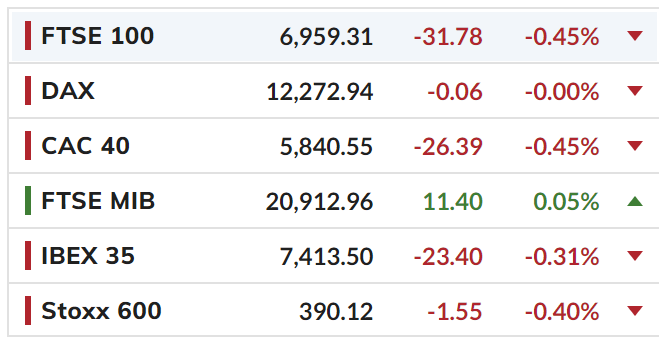 FTSE 100 6,959.31 -31.78 -0.45%
DAX 12,272.94 -0.06 -0.00%
CAC 40 5,840.55 -26.39 -0.45%
FTSE MIB 20,912.96 11.40 0.05%
IBEX 35 7,413.50 -23.40 -0.31%
Stoxx 600 390.12 -1.55 -0.40%